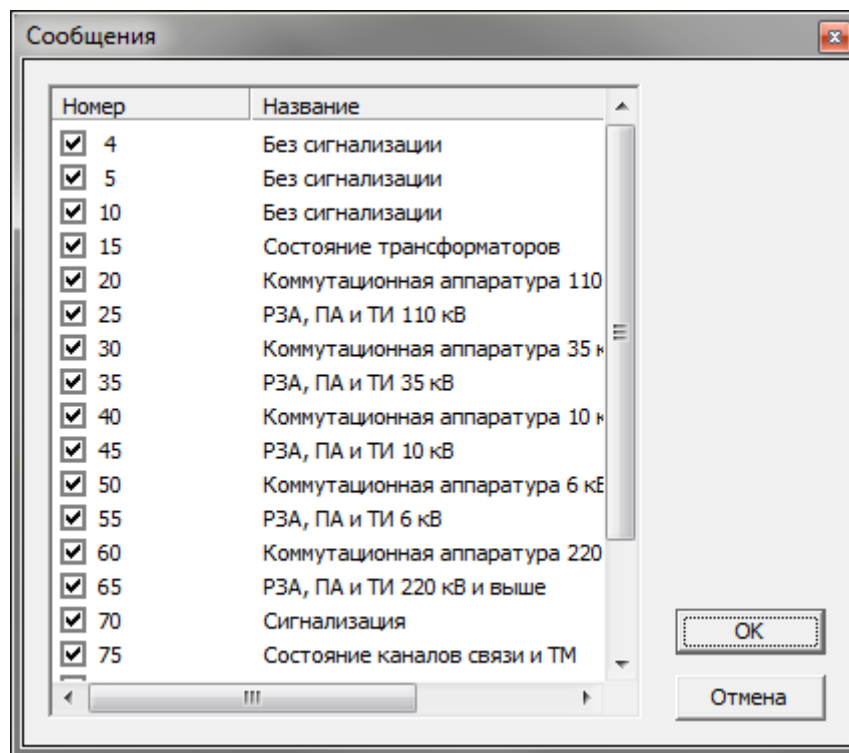 Сообщения
Номер Название
4 Без сигнализации
5 Без сигнализации
10 Без сигнализации
15 Состояние трансформаторов
20 Коммутационная аппаратура 110
25 РЗА, ПА и ТИ 110 кВ
30 Коммутационная аппаратура 35 к
35 РЗА, ПА и ТИ 35 кВ
40 Коммутационная аппаратура 10 к
45 РЗА, ПА и ТИ 10 кВ
50 Коммутационная аппаратура 6 кВ
55 РЗА, ПА и ТИ 6 кВ
60 Коммутационная аппаратура 220
65 РЗА, ПА и ТИ 220 кВ и выше
70 Сигнализация
75 Состояние каналов связи и ТМ
OK
Отмена